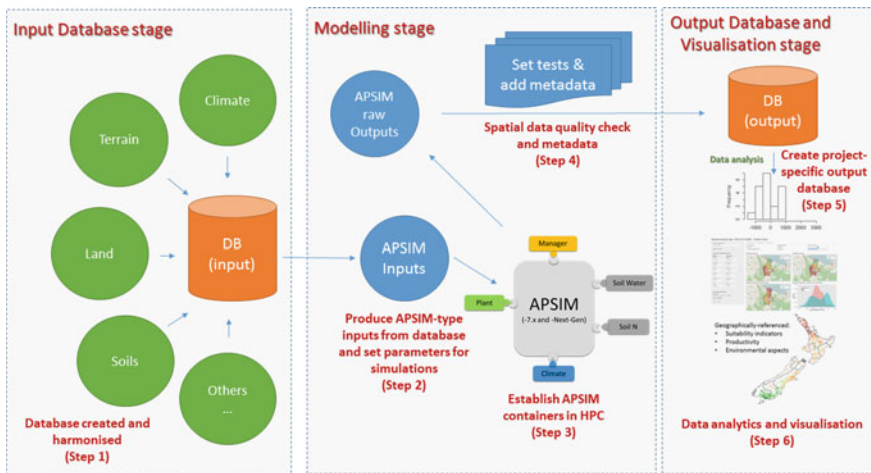 Input Database stage
Climate
Terrain
Land
Soils
Others
...
DB
(input)
Database created and
harmonised
(Step 1)
Modelling stage
APSIM
raw
Outputs
Set tests &
add metadata
Spatial data quality check
and metadata
(Step 4)
APSIM
Inputs
Produce APSIM-type
inputs from database
and set parameters for
simulations
(Step 2)
Manager
Plant
Soil Water
Soil N
APSIM
(-7.x and -Next-Gen)
Climate
Establish APSIM
containers in HPC
(Step 3)
Output Database and
Visualisation stage
DB
(output)
Data analysis
Create project-
specific output
database
(Step 5)
Frequency
-1000 0 1000 3000
Geographically-referenced:
• Suitability indicators
• Productivity
• Environmental aspects
Data analytics and visualisation
(Step 6)